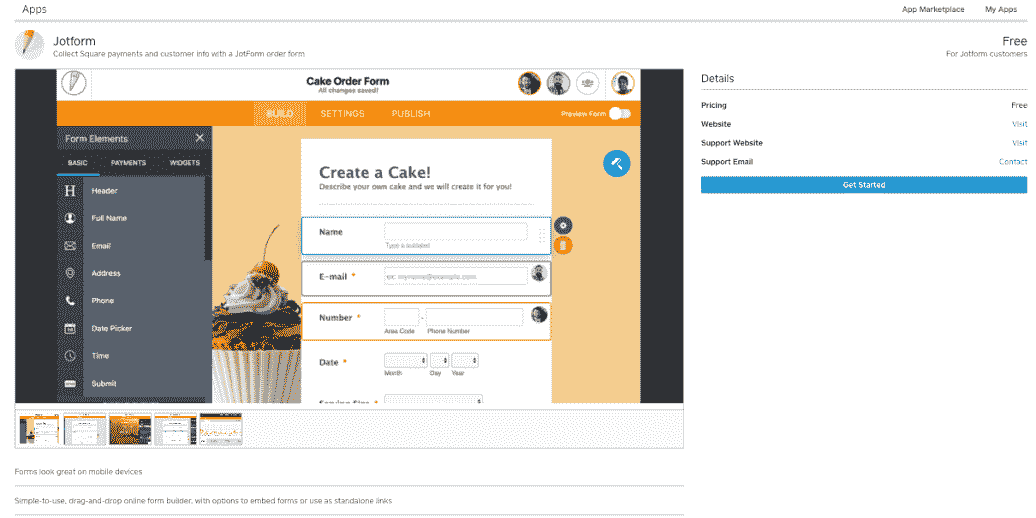 Apps
App Marketplace
My Apps
Jotform
Collect Square payments and customer info with a JotForm order form
Free
For Jotform customers
Cake Order Form
All changes saved!
BUILD
SETTINGS
PUBLISH
Preview Form
Form Elements
BASIC
PAYMENTS
WIDGETS
Header
Full Name
Email
Address
Phone
Date Picker
Time
Submit
Create a Cake!
Describe your own cake and we will create it for you!
Name
Type a sublabel
E-mail *
ex: myname@example.com
Number *
-
Area Code
Phone Number
Date *
Month
Day
Year
Serving Size *
Details
Pricing
Free
Website
Visit
Support Website
Visit
Support Email
Contact
Get Started
Forms look great on mobile devices
Simple-to-use, drag-and-drop online form builder, with options to embed forms or use as standalone links